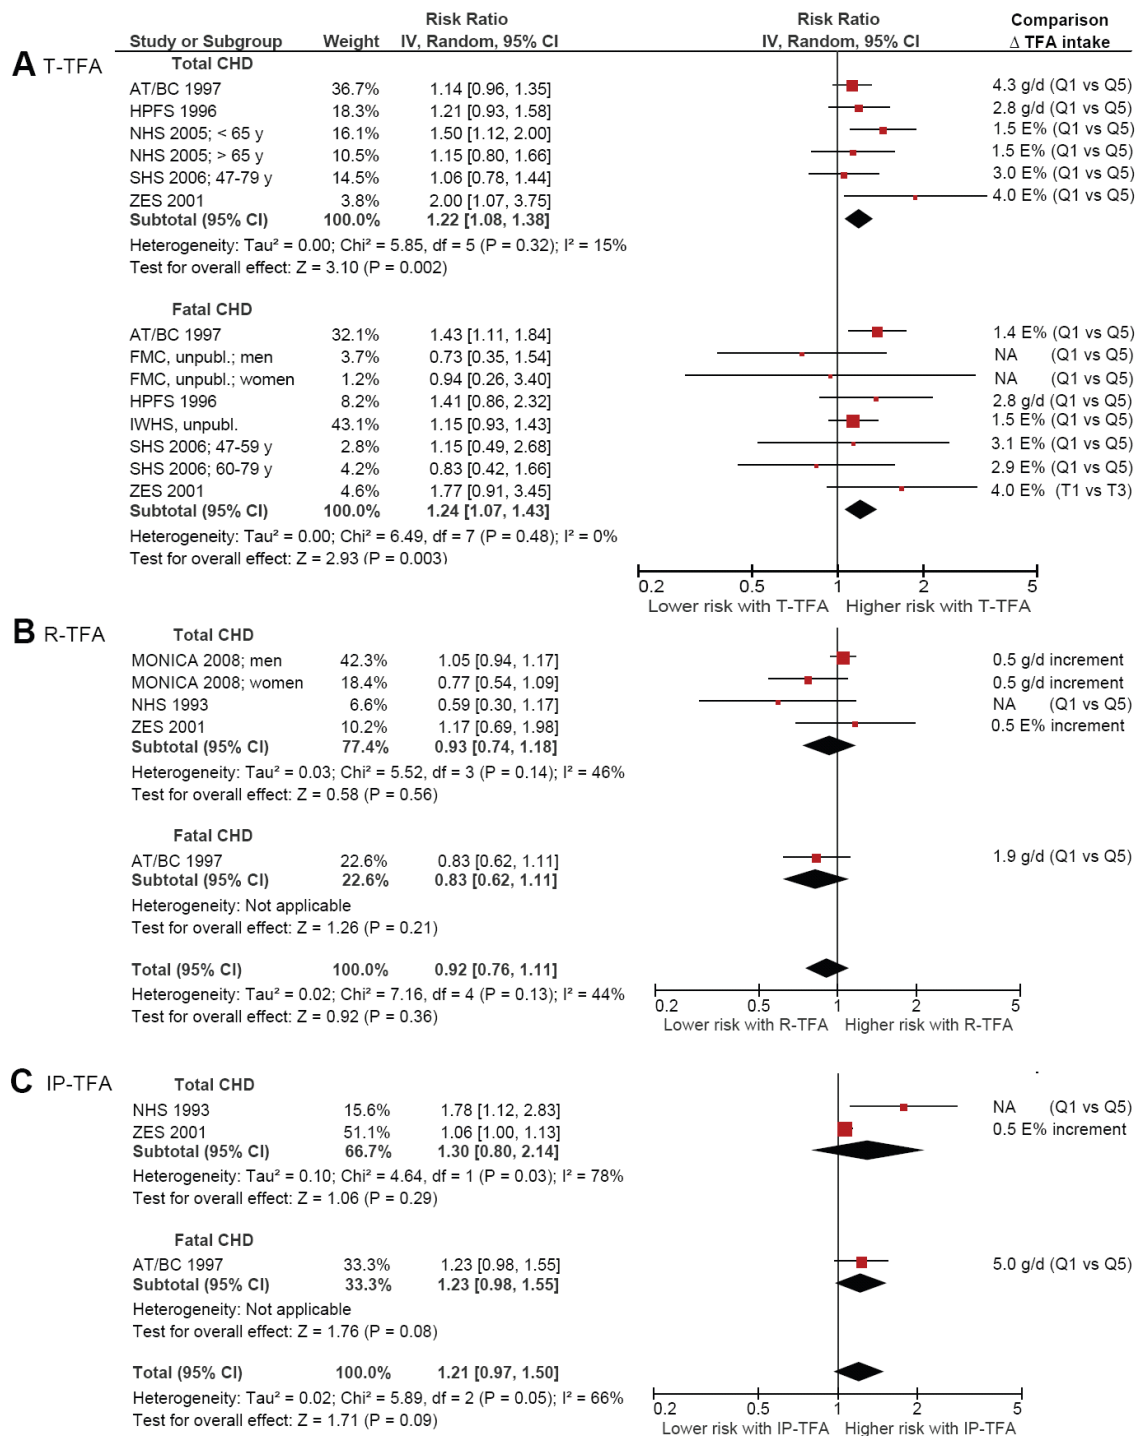 Risk Ratio Risk Ratio Comparison
Study or Subgroup Weight IV, Random, 95% CI IV, Random, 95% CI Δ TFA intake
A T-TFA Total CHD
AT/BC 1997 36.7% 1.14 [0.96, 1.35] 4.3 g/d (Q1 vs Q5)
HPFS 1996 18.3% 1.21 [0.93, 1.58] 2.8 g/d (Q1 vs Q5)
NHS 2005; < 65 y 16.1% 1.50 [1.12, 2.00] 1.5 E% (Q1 vs Q5)
NHS 2005; > 65 y 10.5% 1.15 [0.80, 1.66] 1.5 E% (Q1 vs Q5)
SHS 2006; 47-79 y 14.5% 1.06 [0.78, 1.44] 3.0 E% (Q1 vs Q5)
ZES 2001 3.8% 2.00 [1.07, 3.75] 4.0 E% (Q1 vs Q5)
Subtotal (95% CI) 100.0% 1.22 [1.08, 1.38]
Heterogeneity: Tau² = 0.00; Chi² = 5.85, df = 5 (P = 0.32); I² = 15%
Test for overall effect: Z = 3.10 (P = 0.002)
Fatal CHD
AT/BC 1997 32.1% 1.43 [1.11, 1.84] 1.4 E% (Q1 vs Q5)
FMC, unpubl.; men 3.7% 0.73 [0.35, 1.54] NA (Q1 vs Q5)
FMC, unpubl.; women 1.2% 0.94 [0.26, 3.40] NA (Q1 vs Q5)
HPFS 1996 8.2% 1.41 [0.86, 2.32] 2.8 g/d (Q1 vs Q5)
IWHS, unpubl. 43.1% 1.15 [0.93, 1.43] 1.5 E% (Q1 vs Q5)
SHS 2006; 47-59 y 2.8% 1.15 [0.49, 2.68] 3.1 E% (Q1 vs Q5)
SHS 2006; 60-79 y 4.2% 0.83 [0.42, 1.66] 2.9 E% (Q1 vs Q5)
ZES 2001 4.6% 1.77 [0.91, 3.45] 4.0 E% (T1 vs T3)
Subtotal (95% CI) 100.0% 1.24 [1.07, 1.43]
Heterogeneity: Tau² = 0.00; Chi² = 6.49, df = 7 (P = 0.48); I² = 0%
Test for overall effect: Z = 2.93 (P = 0.003)
0.2 0.5 1 2 5
Lower risk with T-TFA Higher risk with T-TFA
B R-TFA Total CHD
MONICA 2008; men 42.3% 1.05 [0.94, 1.17] 0.5 g/d increment
MONICA 2008; women 18.4% 0.77 [0.54, 1.09] 0.5 g/d increment
NHS 1993 6.6% 0.59 [0.30, 1.17] NA (Q1 vs Q5)
ZES 2001 10.2% 1.17 [0.69, 1.98] 0.5 E% increment
Subtotal (95% CI) 77.4% 0.93 [0.74, 1.18]
Heterogeneity: Tau² = 0.03; Chi² = 5.52, df = 3 (P = 0.14); I² = 46%
Test for overall effect: Z = 0.58 (P = 0.56)
Fatal CHD
AT/BC 1997 22.6% 0.83 [0.62, 1.11] 1.9 g/d (Q1 vs Q5)
Subtotal (95% CI) 22.6% 0.83 [0.62, 1.11]
Heterogeneity: Not applicable
Test for overall effect: Z = 1.26 (P = 0.21)
Total (95% CI) 100.0% 0.92 [0.76, 1.11]
Heterogeneity: Tau² = 0.02; Chi² = 7.16, df = 4 (P = 0.13); I² = 44%
Test for overall effect: Z = 0.92 (P = 0.36)
0.2 0.5 1 2 5
Lower risk with R-TFA Higher risk with R-TFA
C IP-TFA Total CHD
NHS 1993 15.6% 1.78 [1.12, 2.83] NA (Q1 vs Q5)
ZES 2001 51.1% 1.06 [1.00, 1.13] 0.5 E% increment
Subtotal (95% CI) 66.7% 1.30 [0.80, 2.14]
Heterogeneity: Tau² = 0.10; Chi² = 4.64, df = 1 (P = 0.03); I² = 78%
Test for overall effect: Z = 1.06 (P = 0.29)
Fatal CHD
AT/BC 1997 33.3% 1.23 [0.98, 1.55] 5.0 g/d (Q1 vs Q5)
Subtotal (95% CI) 33.3% 1.23 [0.98, 1.55]
Heterogeneity: Not applicable
Test for overall effect: Z = 1.76 (P = 0.08)
Total (95% CI) 100.0% 1.21 [0.97, 1.50]
Heterogeneity: Tau² = 0.02; Chi² = 5.89, df = 2 (P = 0.05); I² = 66%
Test for overall effect: Z = 1.71 (P = 0.09)
0.2 0.5 1 2 5
Lower risk with IP-TFA Higher risk with IP-TFA